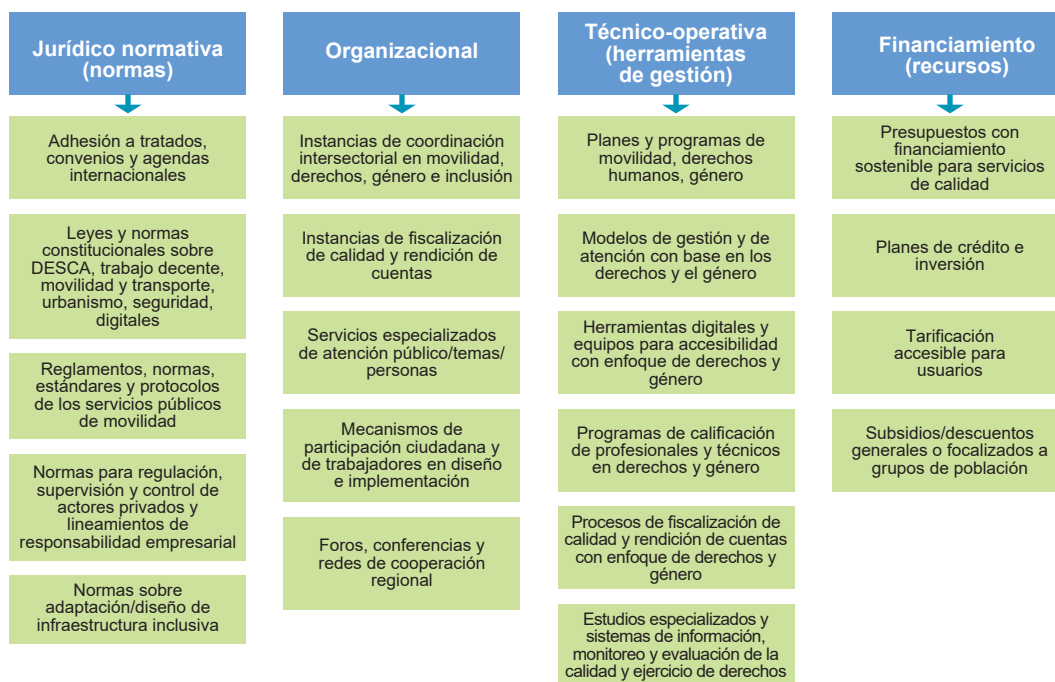 Jurídico normativa
(normas)
Adhesión a tratados,
convenios y agendas
internacionales
Leyes y normas
constitucionales sobre
DESCA, trabajo decente,
movilidad y transporte,
urbanismo, seguridad,
digitales
Reglamentos, normas,
estándares y protocolos
de los servicios públicos
de movilidad
Normas para regulación,
supervisión y control de
actores privados y
lineamientos de
responsabilidad empresarial
Normas sobre
adaptación/diseño de
infraestructura inclusiva
Organizacional
Instancias de coordinación
intersectorial en movilidad,
derechos, género e inclusión
Instancias de fiscalización
de calidad y rendición de
cuentas
Servicios especializados
de atención público/temas/
personas
Mecanismos de
participación ciudadana y
de trabajadores en diseño
e implementación
Foros, conferencias y
redes de cooperación
regional
Técnico-operativa
(herramientas
de gestión)
Planes y programas de
movilidad, derechos
humanos, género
Modelos de gestión y de
atención con base en los
derechos y el género
Herramientas digitales y
equipos para accesibilidad
con enfoque de derechos y
género
Programas de calificación
de profesionales y técnicos
en derechos y género
Procesos de fiscalización de
calidad y rendición de cuentas
con enfoque de derechos y
género
Estudios especializados y
sistemas de información,
monitoreo y evaluación de la
calidad y ejercicio de derechos
Financiamiento
(recursos)
Presupuestos con
financiamiento
sostenible para servicios
de calidad
Planes de crédito e
inversión
Tarificación
accesible para
usuarios
Subsidios/descuentos
generales o focalizados a
grupos de población